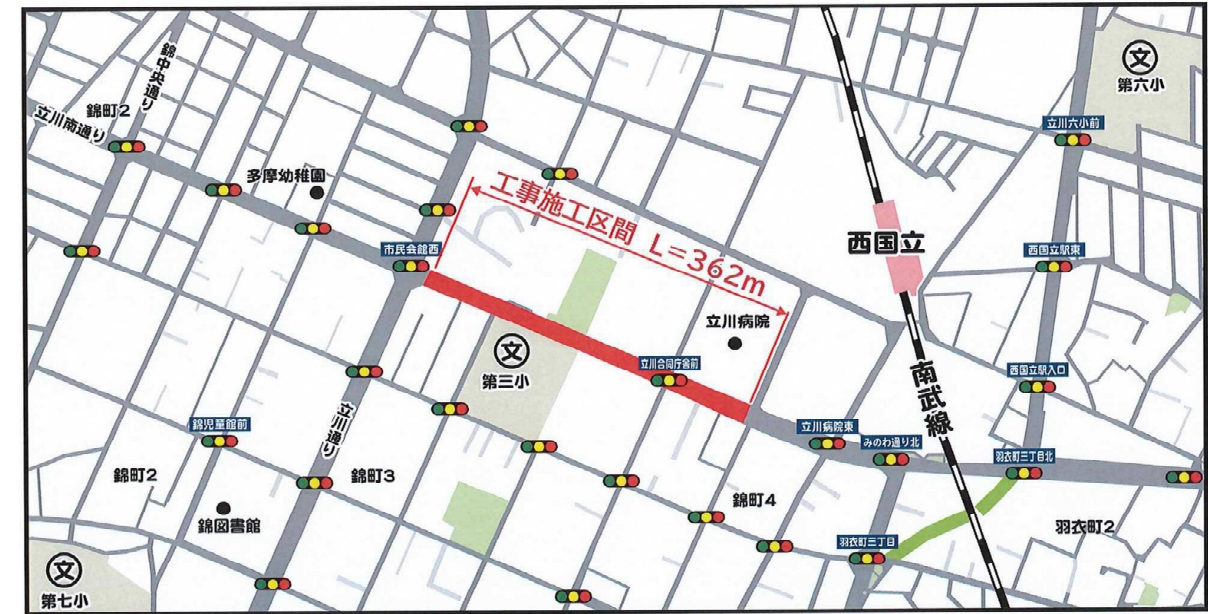 文
第六小
錦中央通り
錦町2
立川南通り
立川六小前
多摩幼稚園
工事施工区間 L=362m
市民会館西
西国立
西国立駅東
立川病院
文
第三小
立川合同庁舎前
西国立駅入口
南武線
立川通り
錦児童館前
立川病院東
みのわ通り北
羽衣町三丁目北
錦町2
錦町3
錦町4
錦図書館
羽衣町三丁目
羽衣町2
文
第七小